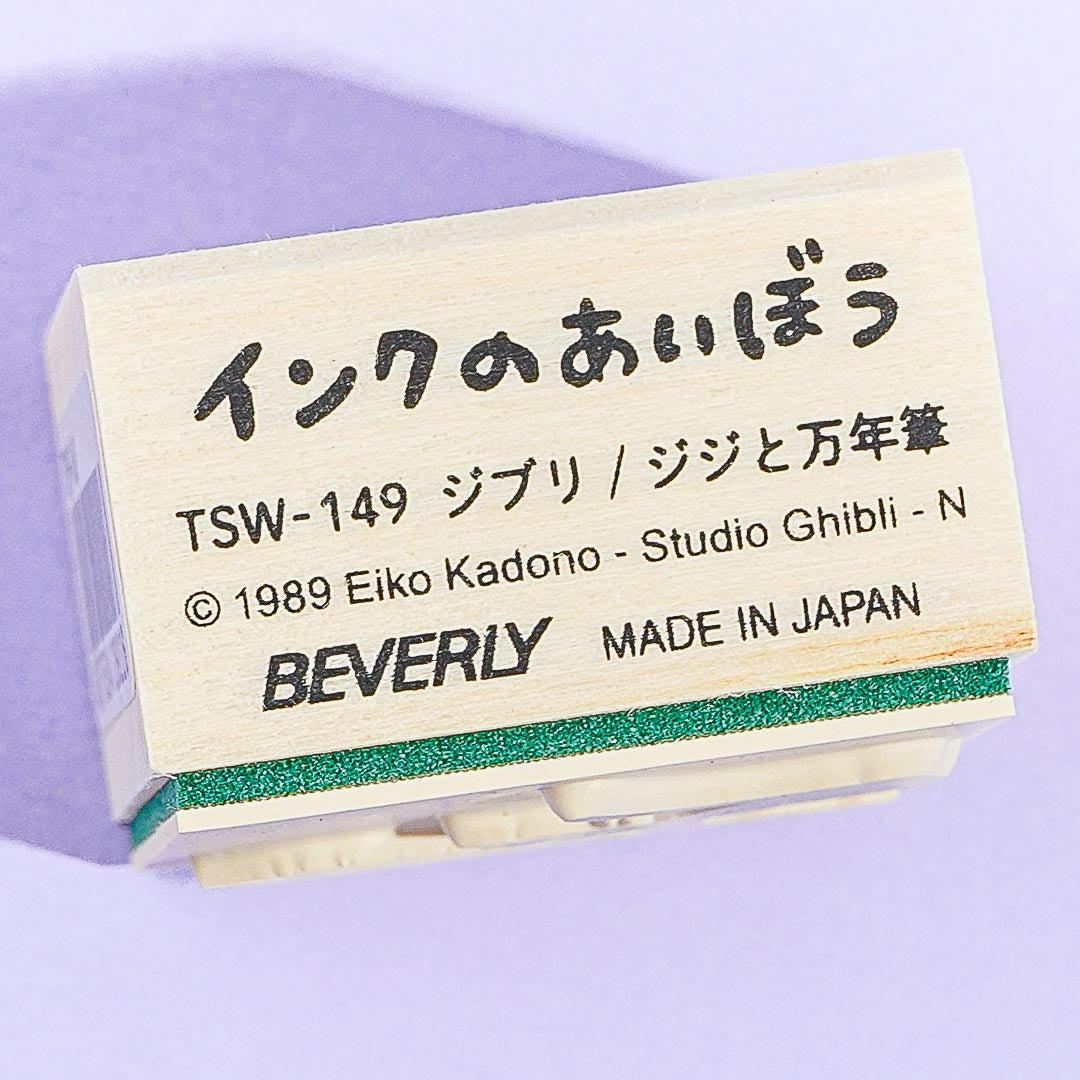 インクのあいぼう
TSW-149 ジブリ / ジジと万年筆
© 1989 Eiko Kadono - Studio Ghibli - N
BEVERLY MADE IN JAPAN